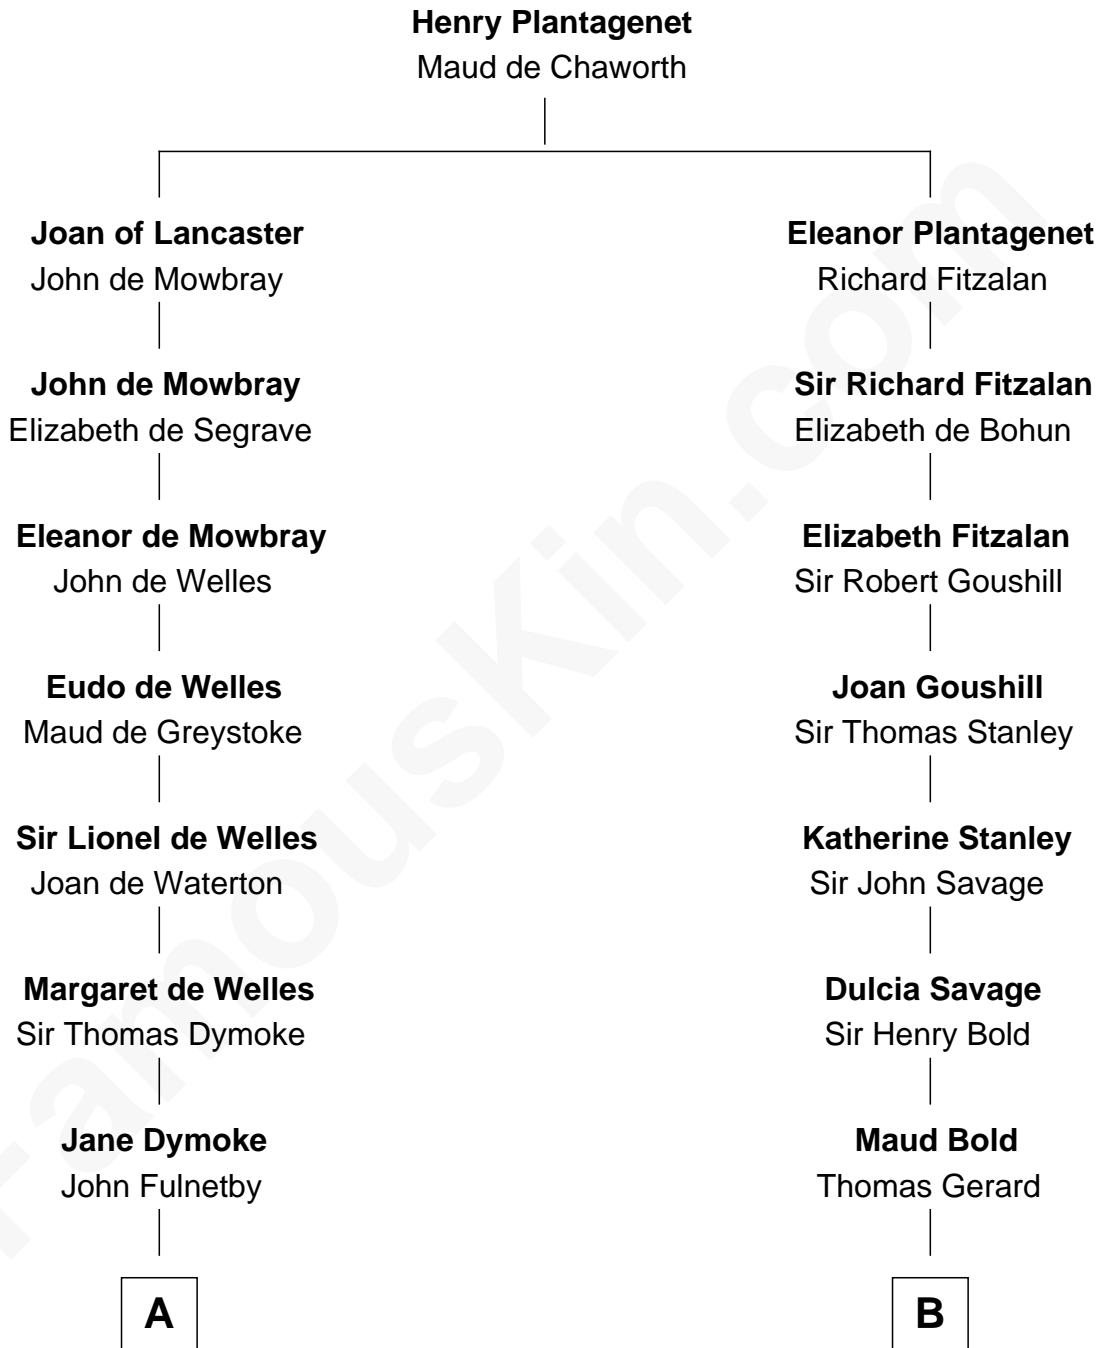 Henry Plantagenet
Maud de Chaworth
Joan of Lancaster
John de Mowbray
John de Mowbray
Elizabeth de Segrave
Eleanor de Mowbray
John de Welles
Eudo de Welles
Maud de Greystoke
Sir Lionel de Welles
Joan de Waterton
Margaret de Welles
Sir Thomas Dymoke
Jane Dymoke
John Fulnetby
A
Eleanor Plantagenet
Richard Fitzalan
Sir Richard Fitzalan
Elizabeth de Bohun
Elizabeth Fitzalan
Sir Robert Goushill
Joan Goushill
Sir Thomas Stanley
Katherine Stanley
Sir John Savage
Dulcia Savage
Sir Henry Bold
Maud Bold
Thomas Gerard
B
FamousKin.com